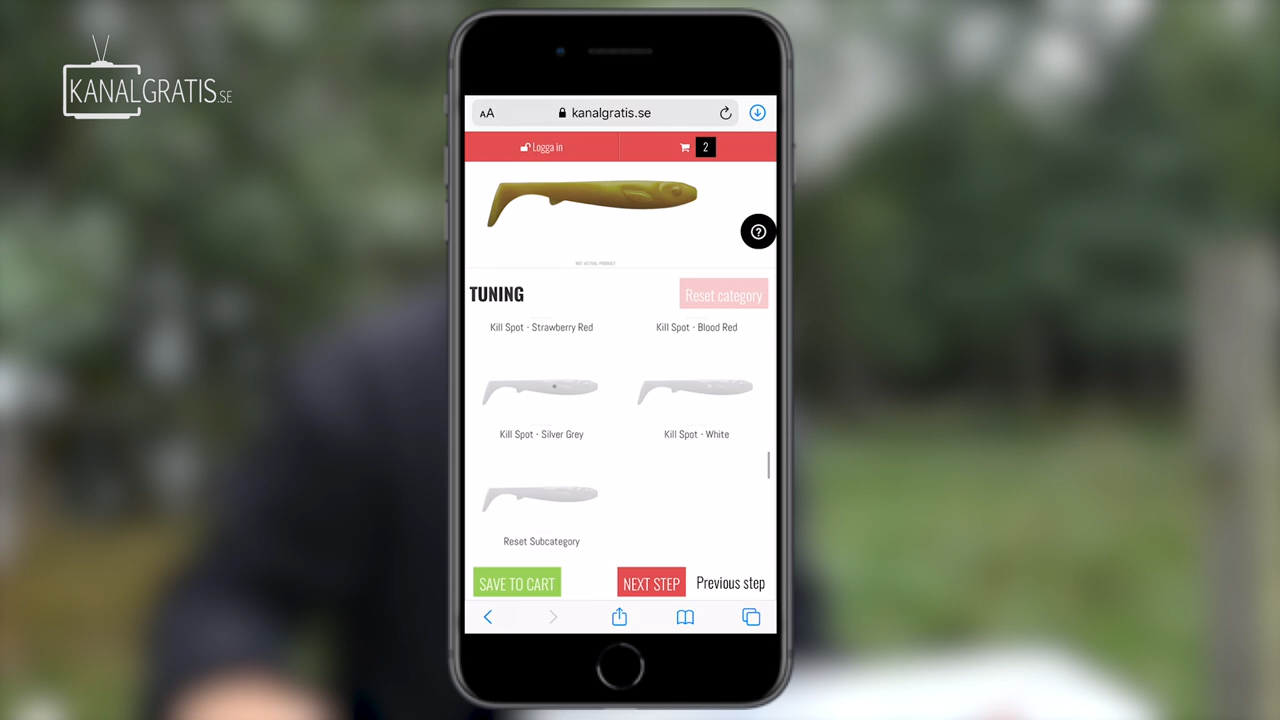 KANALGRATIS.SE
AA kanalgratis.se
Logga in 2
NOT ACTUAL PRODUCT
TUNING Reset category
Kill Spot - Strawberry Red Kill Spot - Blood Red
Kill Spot - Silver Grey Kill Spot - White
Reset Subcategory
SAVE TO CART NEXT STEP Previous step